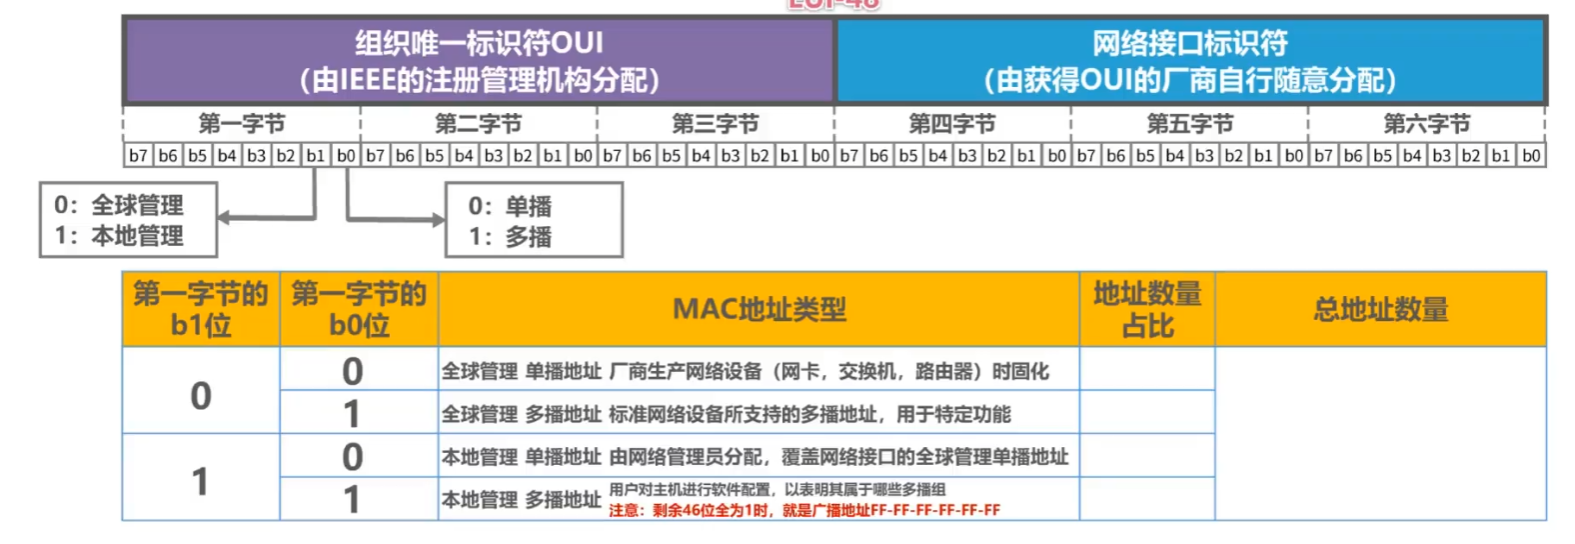 EUI-48
组织唯一标识符OUI
（由IEEE的注册管理机构分配）
网络接口标识符
（由获得OUI的厂商自行随意分配）
第一字节 第二字节 第三字节 第四字节 第五字节 第六字节
b7 b6 b5 b4 b3 b2 b1 b0 b7 b6 b5 b4 b3 b2 b1 b0 b7 b6 b5 b4 b3 b2 b1 b0 b7 b6 b5 b4 b3 b2 b1 b0 b7 b6 b5 b4 b3 b2 b1 b0 b7 b6 b5 b4 b3 b2 b1 b0
0：全球管理
1：本地管理
0：单播
1：多播
第一字节的
b1位
第一字节的
b0位
MAC地址类型
地址数量
占比
总地址数量
0
0
全球管理 单播地址 厂商生产网络设备（网卡，交换机，路由器）时固化
1
全球管理 多播地址 标准网络设备所支持的多播地址，用于特定功能
1
0
本地管理 单播地址 由网络管理员分配，覆盖网络接口的全球管理单播地址
1
本地管理 多播地址
用户对主机进行软件配置，以表明其属于哪些多播组
注意：剩余46位全为1时，就是广播地址FF-FF-FF-FF-FF-FF